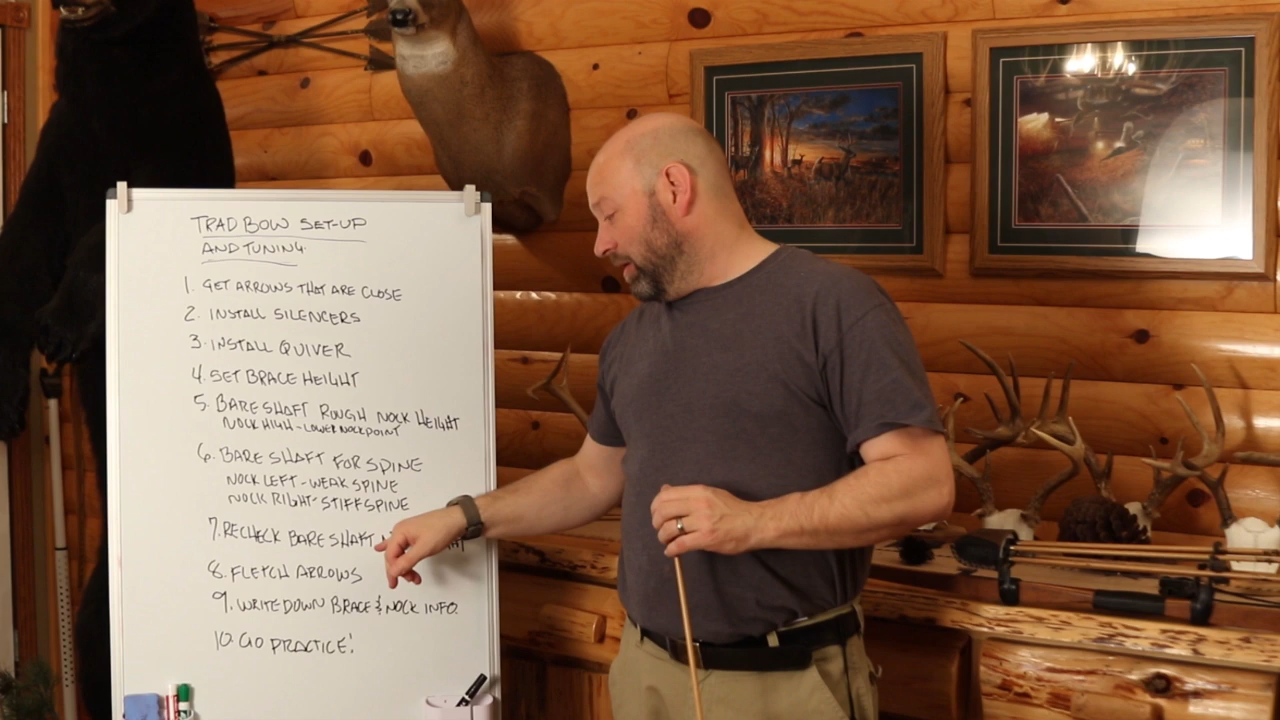 TRAD BOW SET-UP
AND TUNING
1. GET ARROWS THAT ARE CLOSE
2. INSTALL SILENCERS
3. INSTALL QUIVER
4. SET BRACE HEIGHT
5. BARE SHAFT ROUGH NOCK HEIGHT
NOCK HIGH - LOWER NOCK POINT
6. BARE SHAFT FOR SPINE
NOCK LEFT - WEAK SPINE
NOCK RIGHT - STIFF SPINE
7. RECHECK BARE SHAFT
8. FLETCH ARROWS
9. WRITE DOWN BRACE & NOCK INFO.
10. GO PRACTICE!